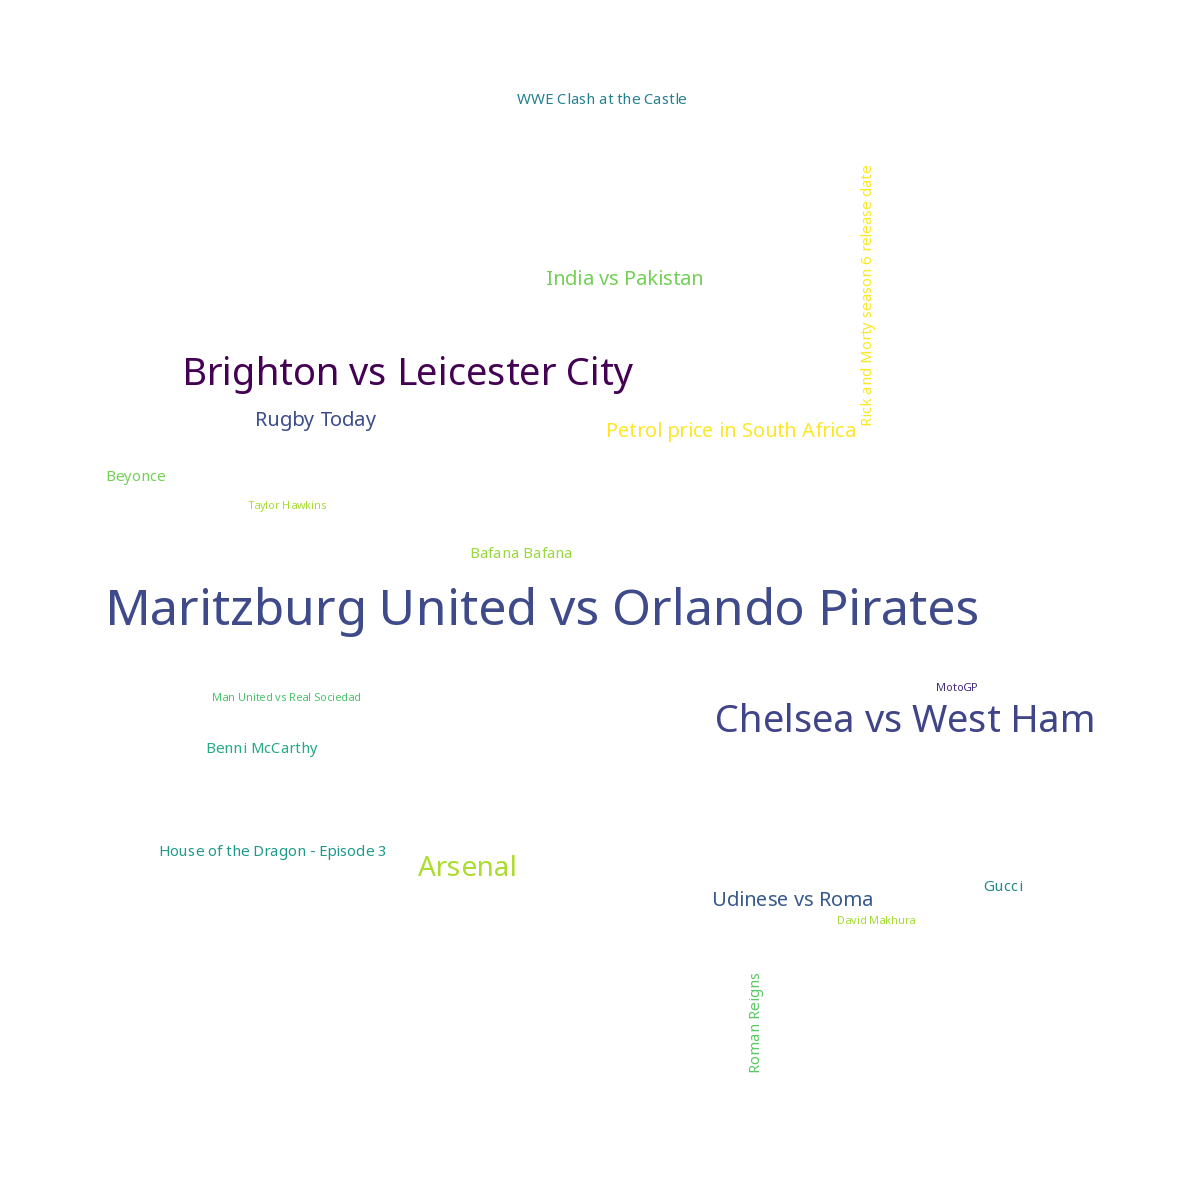 WWE Clash at the Castle
Rick and Morty season 6 release date
India vs Pakistan
Brighton vs Leicester City
Rugby Today
Petrol price in South Africa
Beyonce
Taylor Hawkins
Bafana Bafana
Maritzburg United vs Orlando Pirates
Man United vs Real Sociedad
MotoGP
Chelsea vs West Ham
Benni McCarthy
House of the Dragon - Episode 3
Arsenal
Gucci
Udinese vs Roma
David Makhura
Roman Reigns